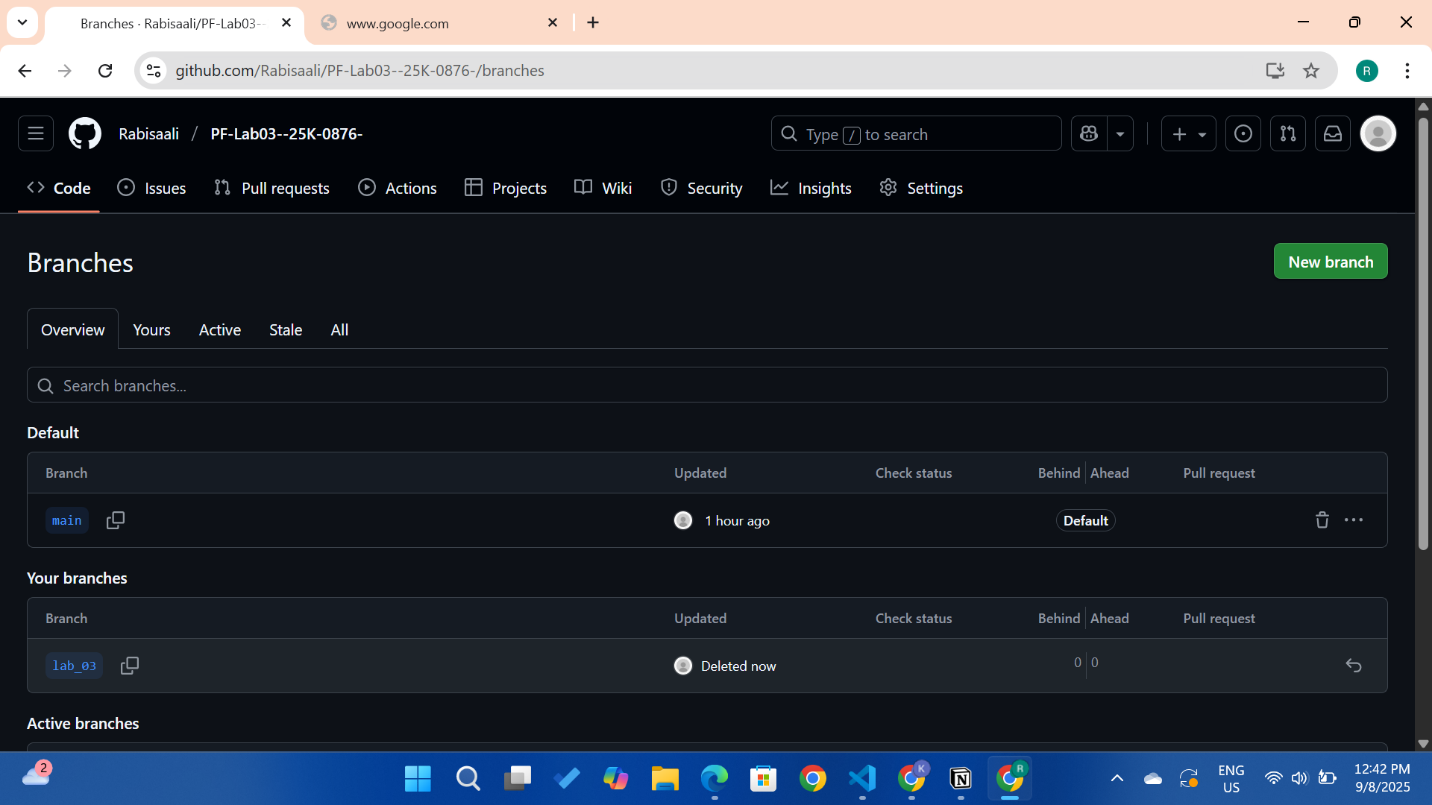 Branches · Rabisaali/PF-Lab03--
www.google.com
github.com/Rabisaali/PF-Lab03--25K-0876-/branches
R
Rabisaali / PF-Lab03--25K-0876-
Type / to search
Code
Issues
Pull requests
Actions
Projects
Wiki
Security
Insights
Settings
Branches
New branch
Overview
Yours
Active
Stale
All
Search branches...
Default
Branch Updated Check status Behind Ahead Pull request
main 1 hour ago Default
Your branches
Branch Updated Check status Behind Ahead Pull request
lab_03 Deleted now 0 0
Active branches
2
K
R
ENG
US
12:42 PM
9/8/2025